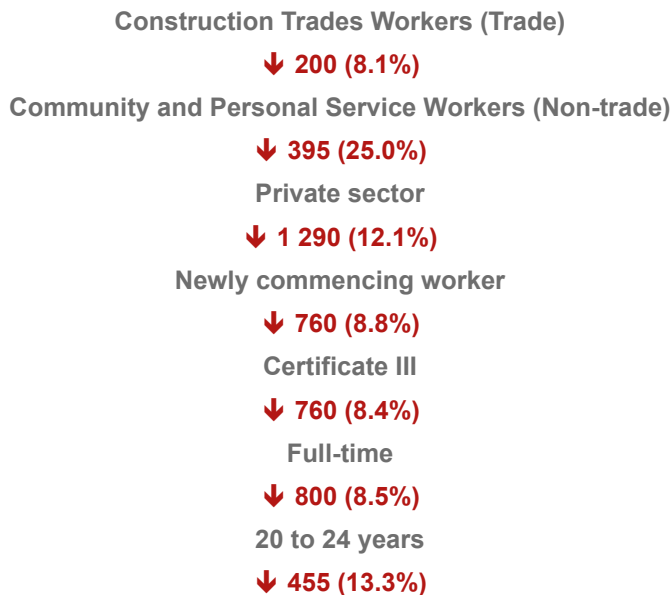 Construction Trades Workers (Trade)
↓ 200 (8.1%)
Community and Personal Service Workers (Non-trade)
↓ 395 (25.0%)
Private sector
↓ 1 290 (12.1%)
Newly commencing worker
↓ 760 (8.8%)
Certificate III
↓ 760 (8.4%)
Full-time
↓ 800 (8.5%)
20 to 24 years
↓ 455 (13.3%)